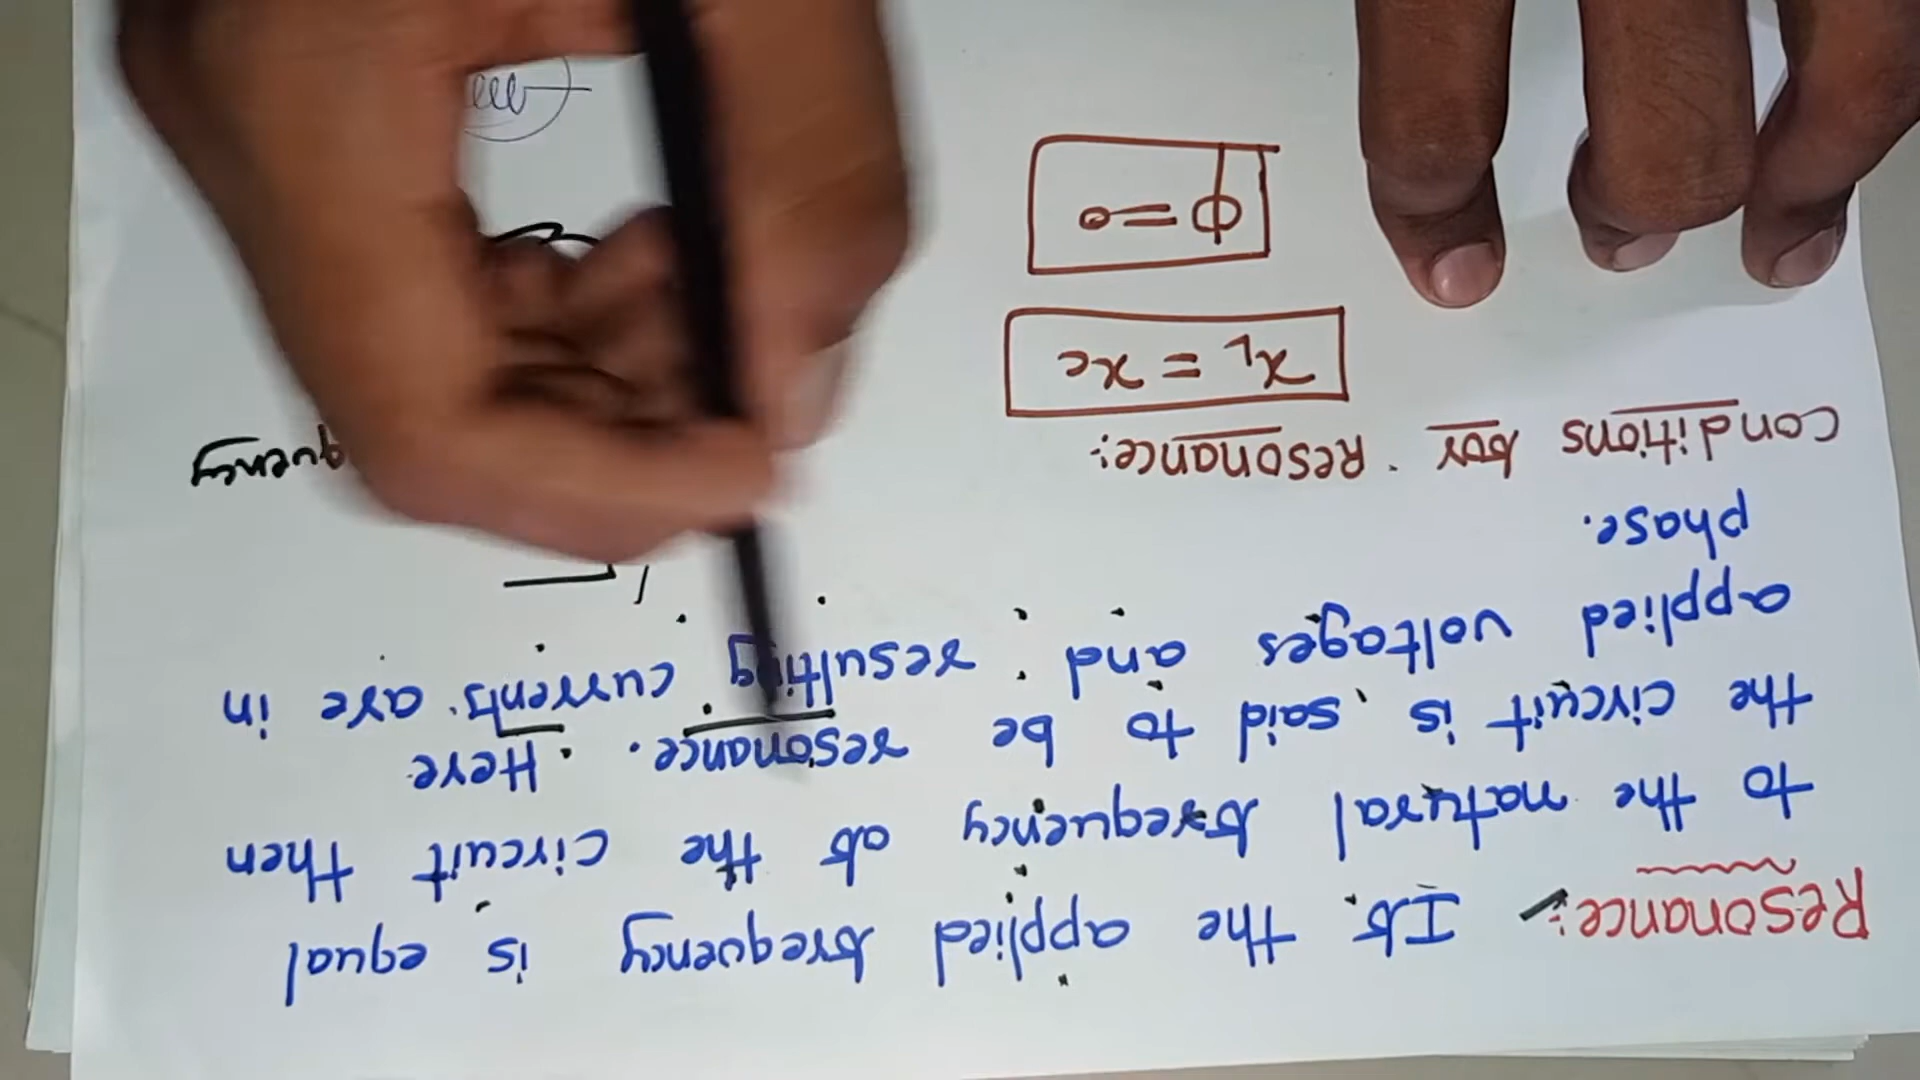 Resonance:- If the applied frequency is equal
to the natural frequency of the circuit then
the circuit is said to be resonance. Here
applied voltages and resulting currents are in
phase.
conditions for Resonance:-
xL = xc
ϕ = 0
quency